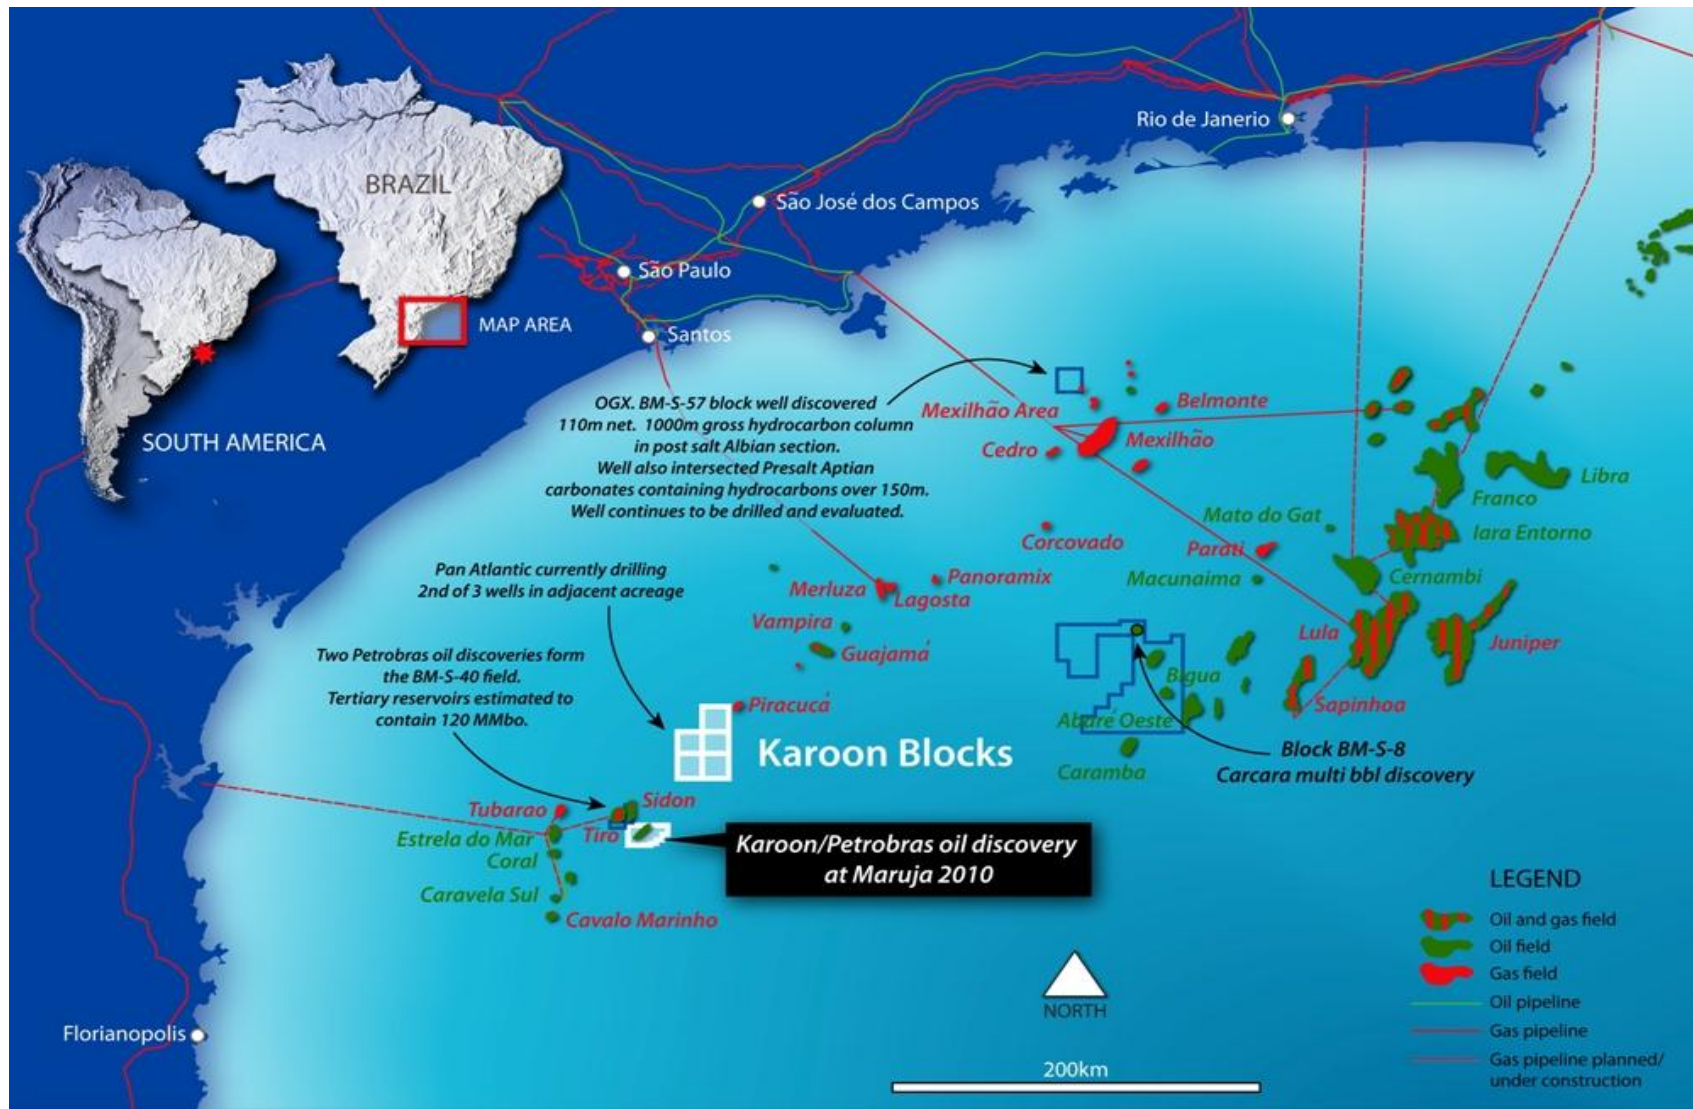 Rio de Janerio
BRAZIL
São José dos Campos
São Paulo
MAP AREA
Santos
SOUTH AMERICA
OGX. BM-S-57 block well discovered
110m net. 1000m gross hydrocarbon column
in post salt Albian section.
Well also intersected Presalt Aptian
carbonates containing hydrocarbons over 150m.
Well continues to be drilled and evaluated.
Mexilhão Area
Belmonte
Cedro
Mexilhão
Libra
Franco
Mato do Gat
Iara Entorno
Corcovado
Parati
Macunaima
Cernambi
Pan Atlantic currently drilling
2nd of 3 wells in adjacent acreage
Merluza
Panoramix
Lagosta
Vampira
Guajamá
Lula
Juniper
Two Petrobras oil discoveries form
the BM-S-40 field.
Tertiary reservoirs estimated to
contain 120 MMbo.
Bigua
Piracucá
Sapinhoa
Abaré Oeste
Karoon Blocks
Caramba
Block BM-S-8
Carcara multi bbl discovery
Tubarao
Sidon
Estrela do Mar
Tiro
Coral
Karoon/Petrobras oil discovery
at Maruja 2010
Caravela Sul
Cavalo Marinho
LEGEND
Oil and gas field
Oil field
Gas field
Oil pipeline
Gas pipeline
Gas pipeline planned/
under construction
NORTH
Florianopolis
200km